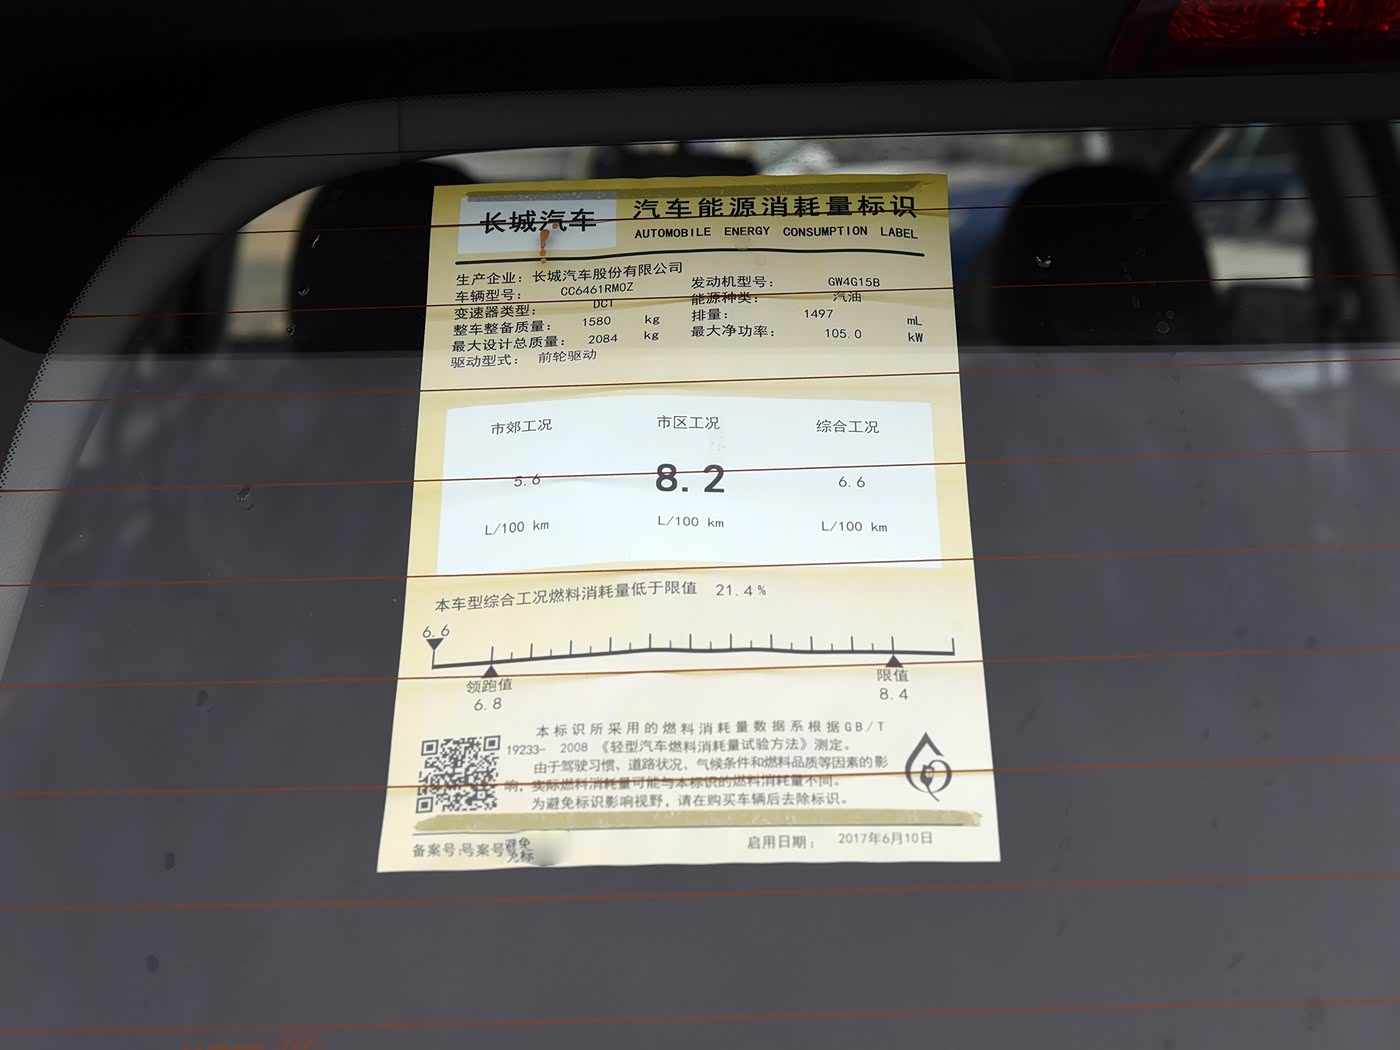 长城汽车
汽车能源消耗量标识
AUTOMOBILE ENERGY CONSUMPTION LABEL
生产企业：长城汽车股份有限公司
车辆型号： CC6461RM0Z
变速器类型： DCT
整车整备质量： 1580 kg
最大设计总质量： 2084 kg
驱动型式： 前轮驱动
发动机型号： GW4G15B
能源种类： 汽油
排量： 1497 mL
最大净功率： 105.0 kW
市郊工况 市区工况 综合工况
5.6 8.2 6.6
L/100 km L/100 km L/100 km
本车型综合工况燃料消耗量低于限值 21.4%
6.6
领跑值 限值
6.8 8.4
本标识所采用的燃料消耗量数据系根据GB/T
19233- 2008 《轻型汽车燃料消耗量试验方法》测定。
由于驾驶习惯、道路状况、气候条件和燃料品质等因素的影
响，实际燃料消耗量可能与本标识的燃料消耗量不同。
为避免标识影响视野，请在购买车辆后去除标识。
备案号: 启用日期： 2017年6月10日